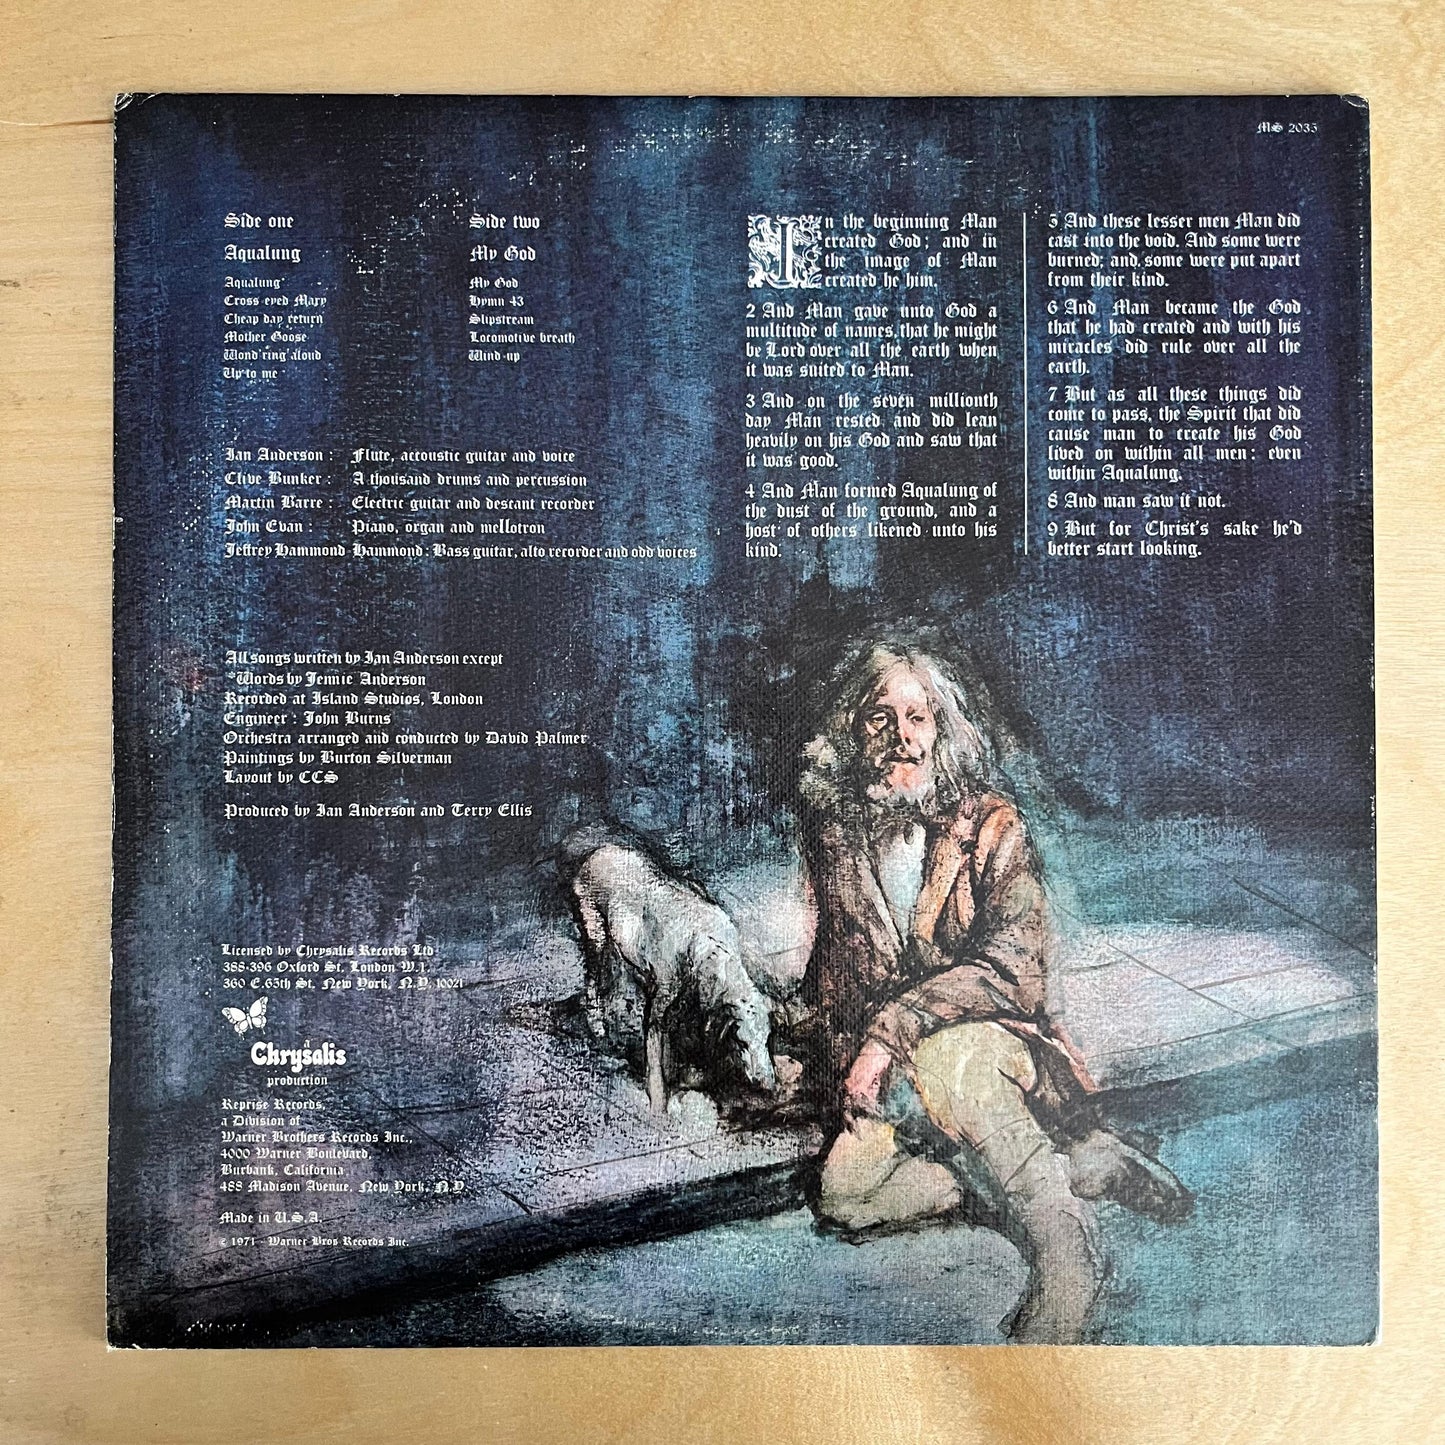 MS 2035
Side one
Aqualung
Aqualung*
Cross eyed Mary
Cheap day return
Mother Goose
Wond'ring aloud
Up to me
Side two
My God
My God
Hymn 43
Slipstream
Locomotive breath
Wind-up
Ian Anderson : Flute, accoustic guitar and voice
Clive Bunker : A thousand drums and percussion
Martin Barre : Electric guitar and descant recorder
John Evan : Piano, organ and mellotron
Jeffrey Hammond-Hammond : Bass guitar, alto recorder and odd voices
All songs written by Ian Anderson except
*Words by Jennie Anderson
Recorded at Island Studios, London
Engineer : John Burns
Orchestra arranged and conducted by David Palmer
Paintings by Burton Silverman
Layout by CCS
Produced by Ian Anderson and Terry Ellis
Licensed by Chrysalis Records Ltd
388-396 Oxford St, London W.1,
360 E.65th St, New York, N.Y. 10021
a
Chrysalis
production
Reprise Records,
a Division of
Warner Brothers Records Inc.,
4000 Warner Boulevard,
Burbank, California,
488 Madison Avenue, New York, N.Y.
Made in U.S.A.
© 1971 - Warner Bros Records Inc.
In the beginning Man
created God; and in
the image of Man
created he him.
2 And Man gave unto God a
multitude of names, that he might
be Lord over all the earth when
it was suited to Man.
3 And on the seven millionth
day Man rested and did lean
heavily on his God and saw that
it was good.
4 And Man formed Aqualung of
the dust of the ground, and a
host of others likened unto his
kind.
5 And these lesser men Man did
cast into the void. And some were
burned; and some were put apart
from their kind.
6 And Man became the God
that he had created and with his
miracles did rule over all the
earth.
7 But as all these things did
come to pass, the Spirit that did
cause man to create his God
lived on within all men: even
within Aqualung.
8 And man saw it not.
9 But for Christ's sake he'd
better start looking.